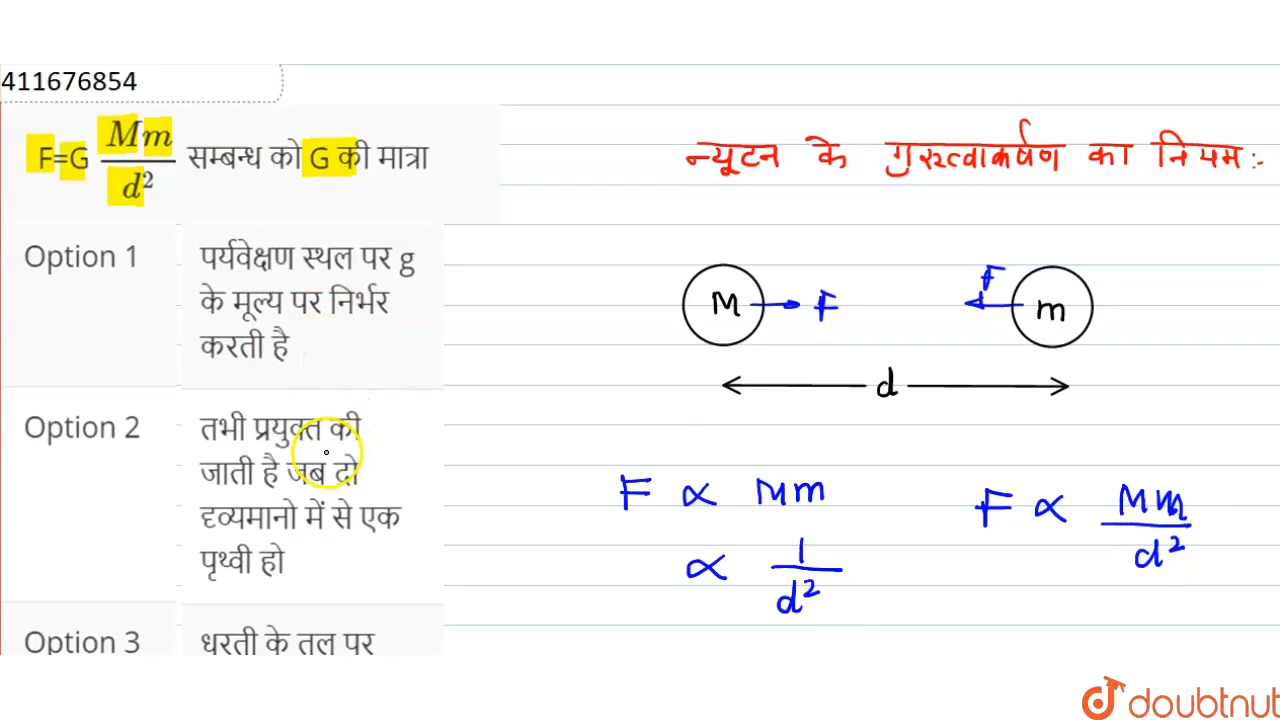 411676854
F=G Mm/d² सम्बन्ध को G की मात्रा
Option 1
पर्यवेक्षण स्थल पर g
के मूल्य पर निर्भर
करती है
Option 2
तभी प्रयुक्त की
जाती है जब दो
दृव्यमानो में से एक
पृथ्वी हो
Option 3
धरती के तल पर
न्यूटन के गुरुत्वाकर्षण का नियम :-
M → F
F ← m
d
F ∝ Mm
∝ 1/d²
F ∝ Mm/d²
doubtnut